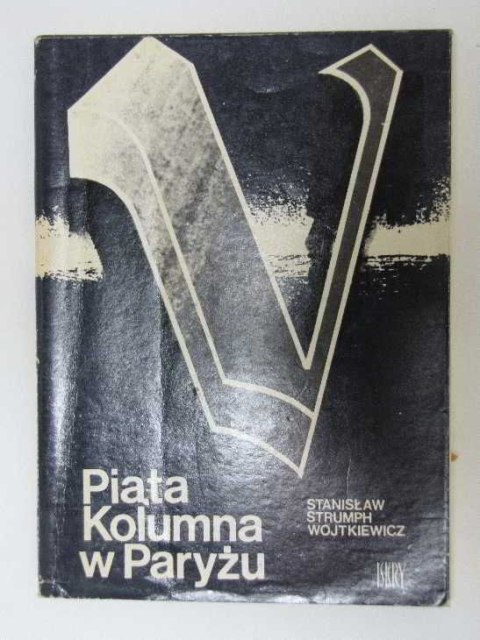 V
Piąta
Kolumna
w Paryżu
STANISŁAW
STRUMPH
WOJTKIEWICZ
ISKRY